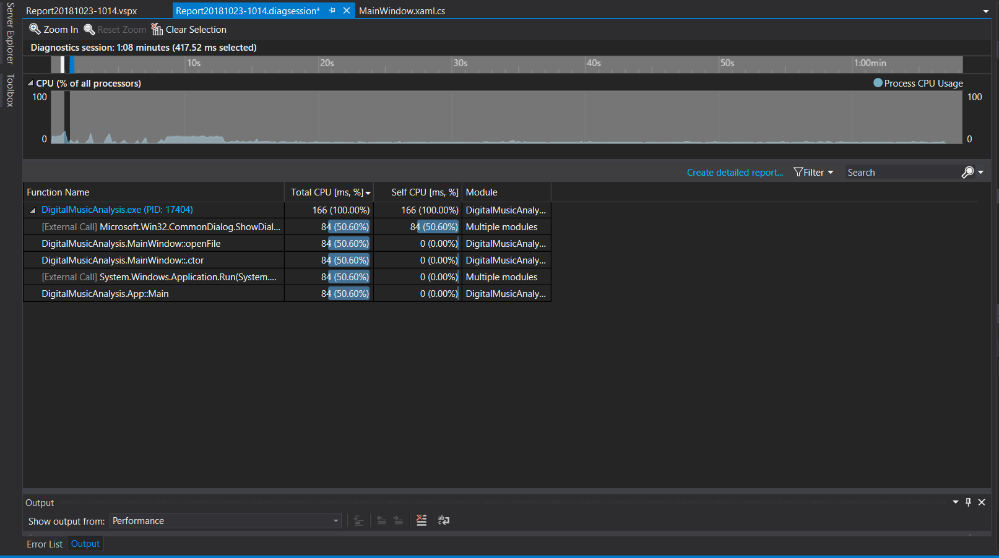 Server Explorer
Toolbox
Report20181023-1014.vspx
Report20181023-1014.diagsession*
MainWindow.xaml.cs
Zoom In
Reset Zoom
Clear Selection
Diagnostics session: 1:08 minutes (417.52 ms selected)
10s 20s 30s 40s 50s 1:00min
CPU (% of all processors)
Process CPU Usage
100 100
0 0
Create detailed report...
Filter
Search
Function Name Total CPU [ms, %] Self CPU [ms, %] Module
DigitalMusicAnalysis.exe (PID: 17404) 166 (100.00%) 166 (100.00%) DigitalMusicAnaly...
[External Call] Microsoft.Win32.CommonDialog.ShowDial... 84 (50.60%) 84 (50.60%) Multiple modules
DigitalMusicAnalysis.MainWindow::openFile 84 (50.60%) 0 (0.00%) DigitalMusicAnaly...
DigitalMusicAnalysis.MainWindow::.ctor 84 (50.60%) 0 (0.00%) DigitalMusicAnaly...
[External Call] System.Windows.Application.Run(System.... 84 (50.60%) 0 (0.00%) Multiple modules
DigitalMusicAnalysis.App::Main 84 (50.60%) 0 (0.00%) DigitalMusicAnaly...
Output
Show output from: Performance
Error List Output